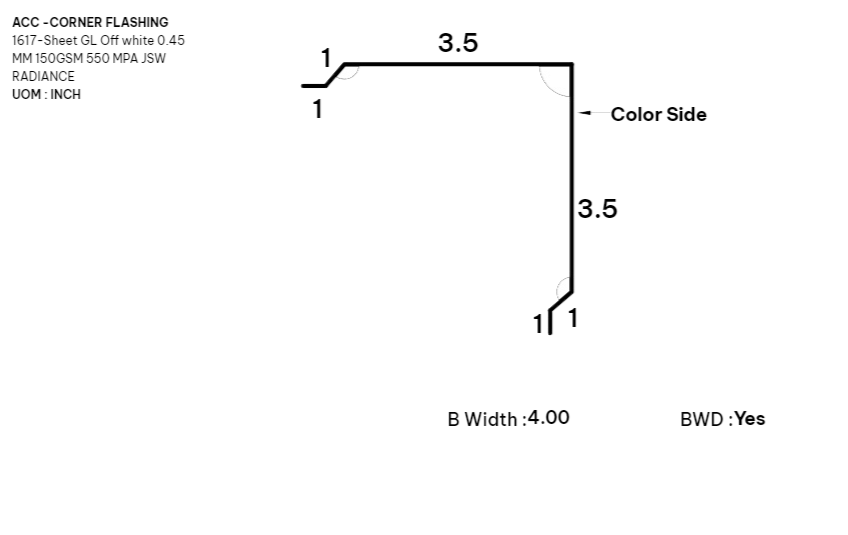 ACC -CORNER FLASHING
1617-Sheet GL Off white 0.45
MM 150GSM 550 MPA JSW
RADIANCE
UOM : INCH
3.5
1
1
Color Side
3.5
1
1
B Width :4.00
BWD :Yes